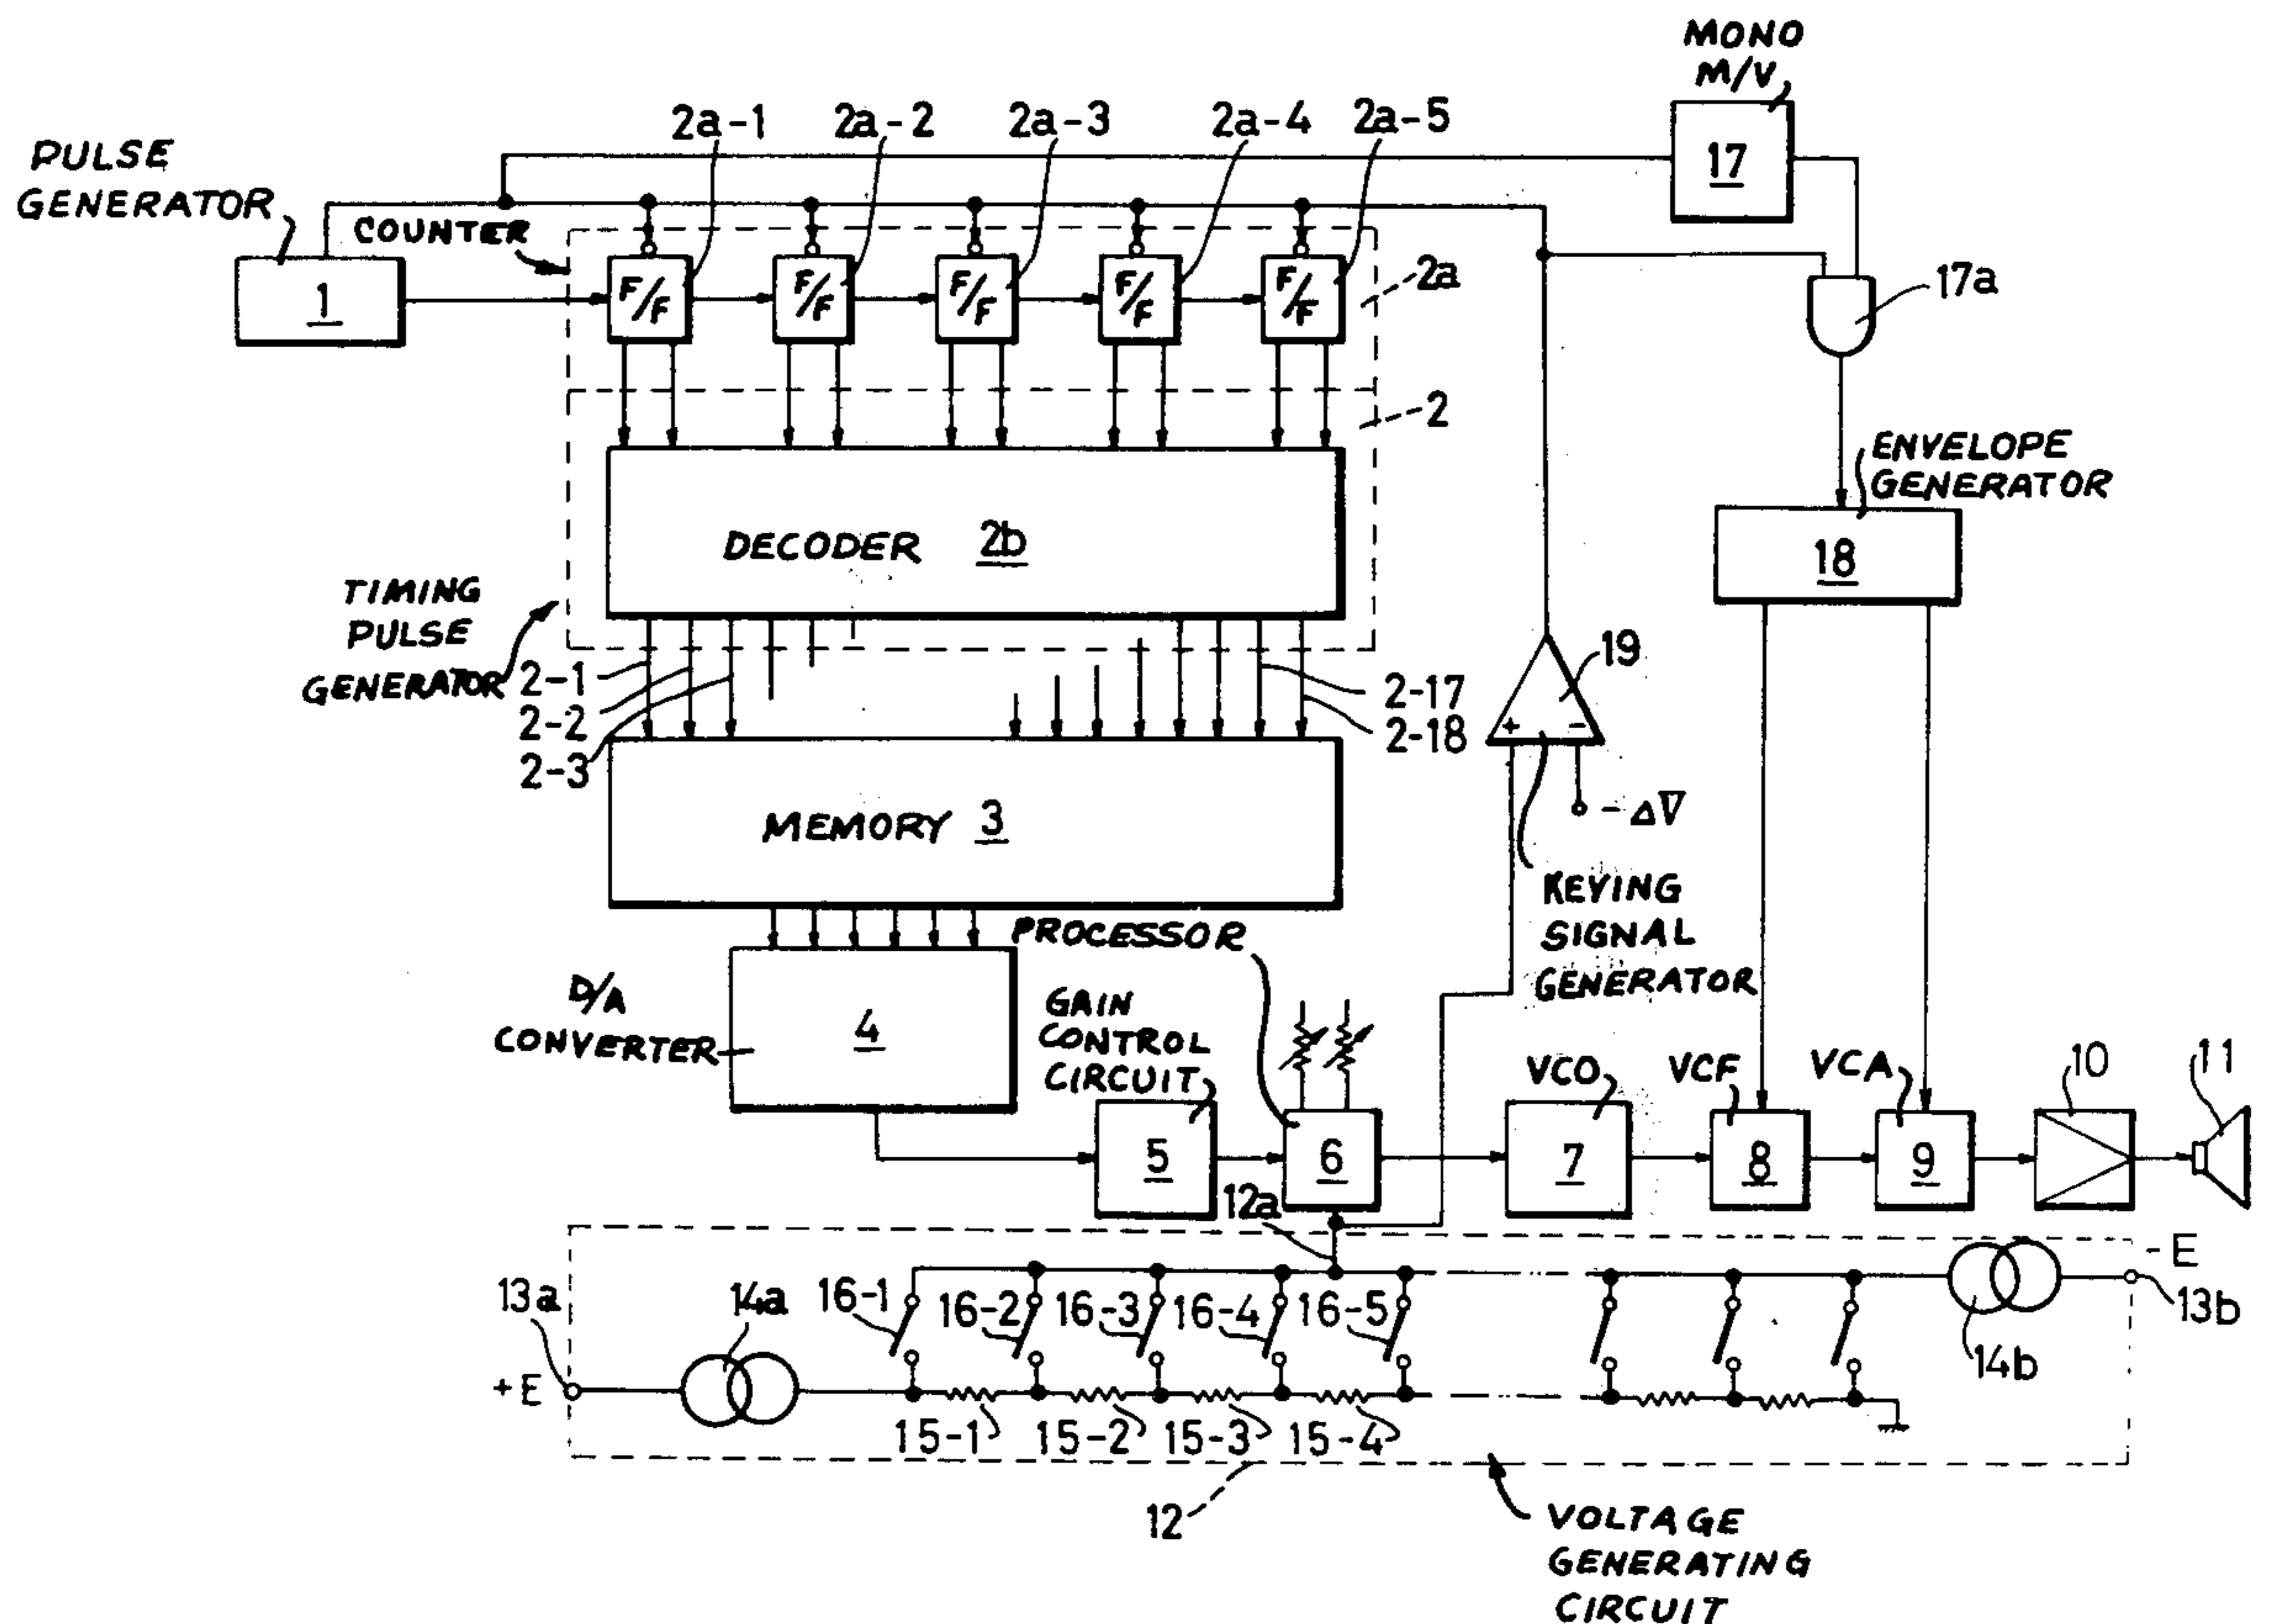 MONO
M/V
17
2a-1
2a-2
2a-3
2a-4
2a-5
PULSE
GENERATOR
COUNTER
1
F/F
F/F
F/F
F/F
F/F
2a
17a
2
DECODER 2b
ENVELOPE
GENERATOR
18
TIMING
PULSE
GENERATOR
2-1
2-2
2-3
2-17
2-18
19
+ -
-ΔV
MEMORY 3
KEYING
SIGNAL
GENERATOR
PROCESSOR
D/A
CONVERTER
4
GAIN
CONTROL
CIRCUIT
5
6
VCO
7
VCF
8
VCA
9
10
11
12a
13a
+E
14a
16-1
16-2
16-3
16-4
16-5
-E
13b
14b
15-1
15-2
15-3
15-4
12
VOLTAGE
GENERATING
CIRCUIT